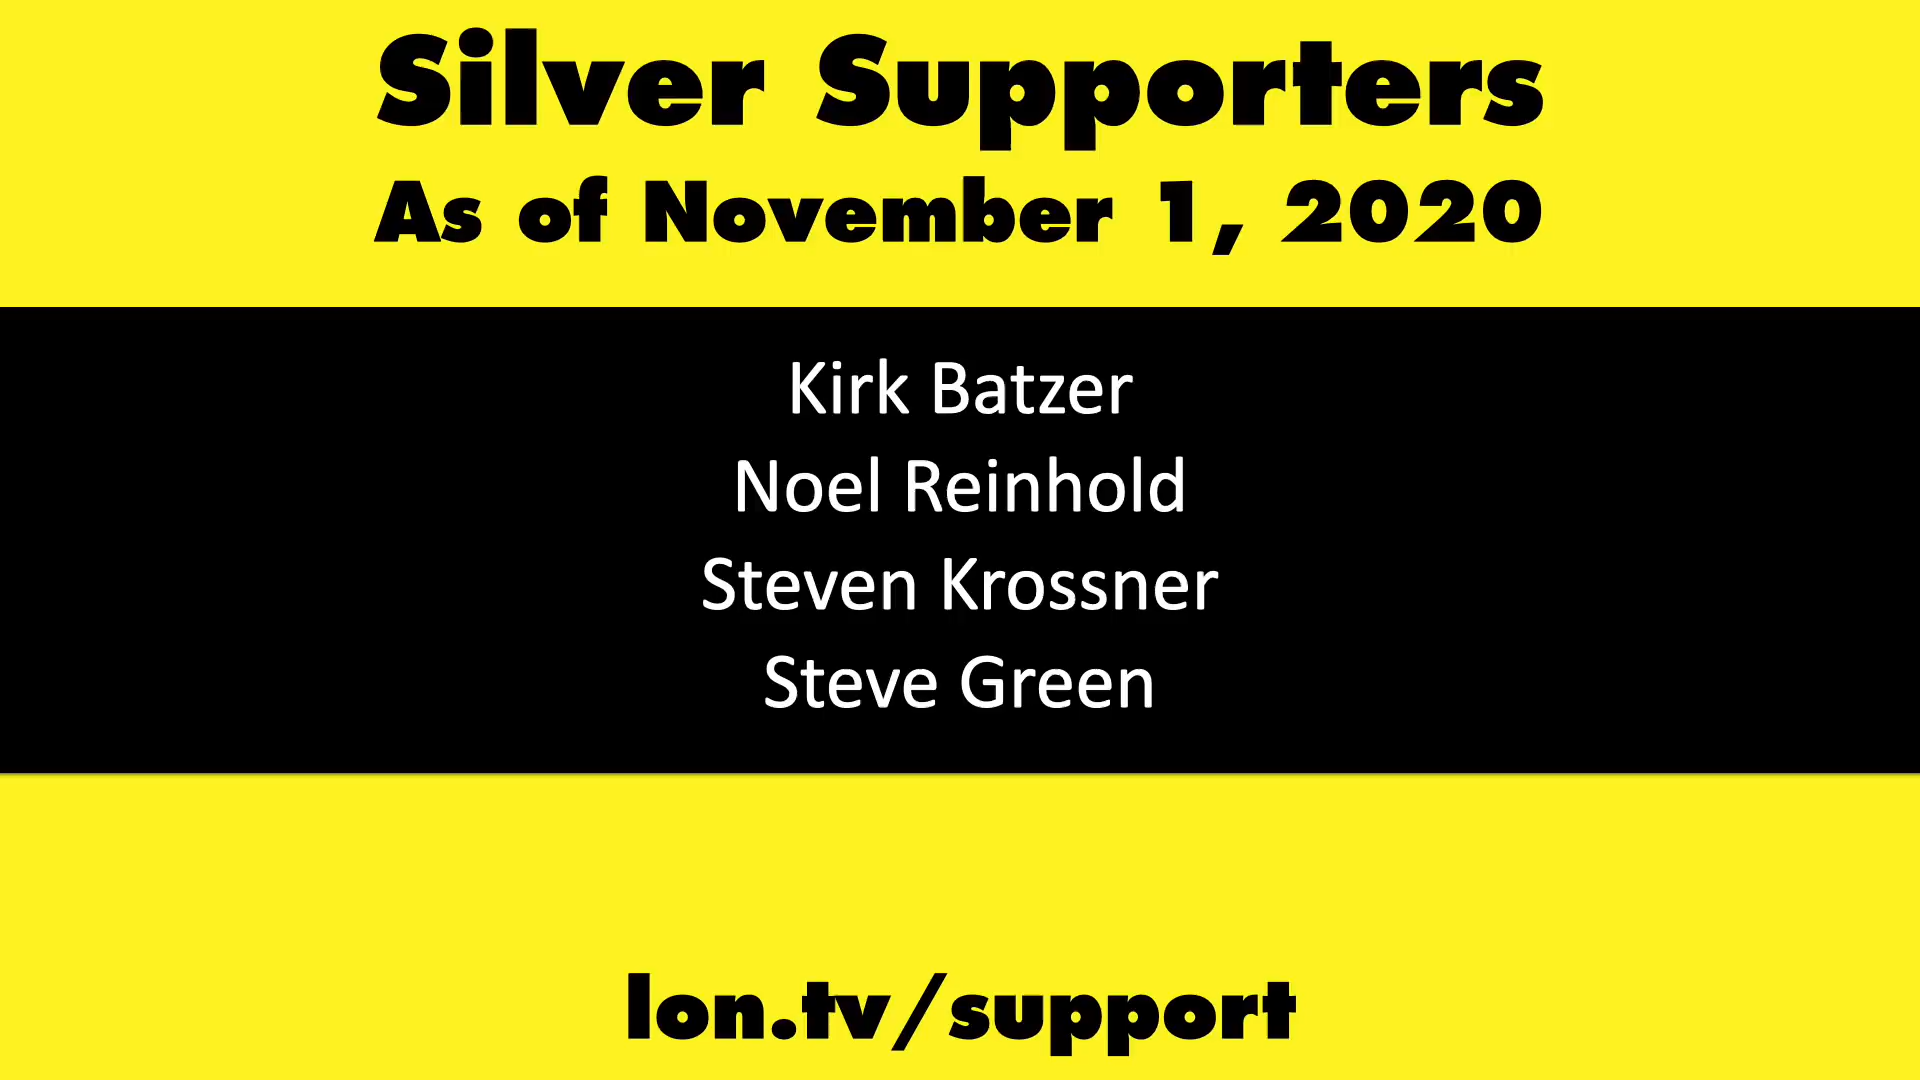 Silver Supporters
As of November 1, 2020
Kirk Batzer
Noel Reinhold
Steven Krossner
Steve Green
lon.tv/support